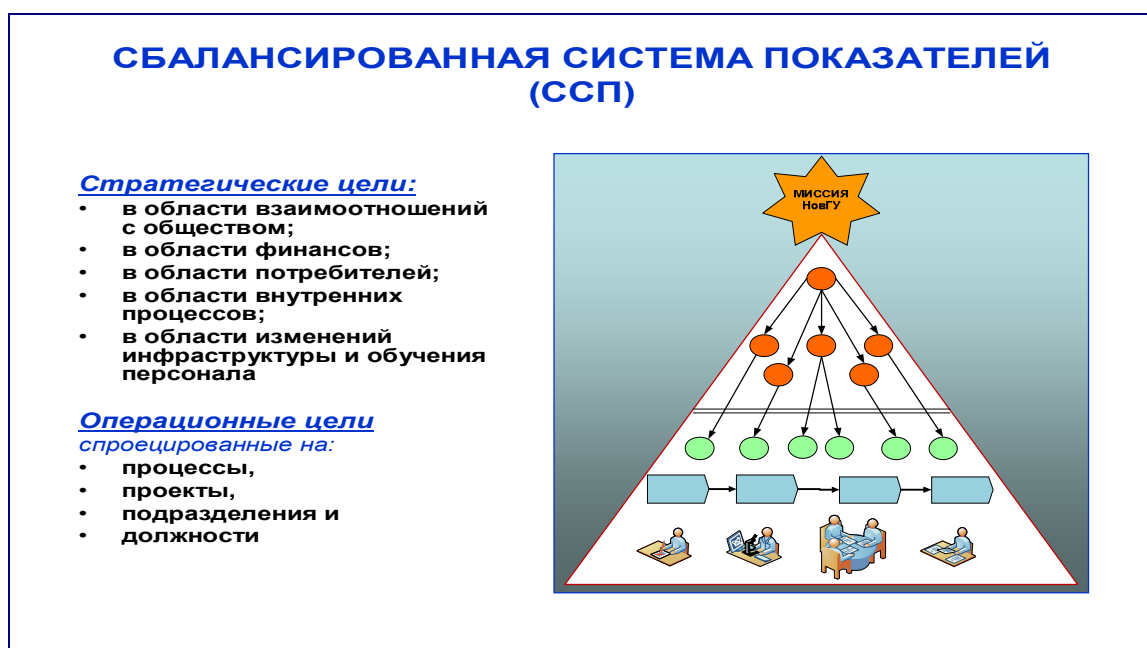 СБАЛАНСИРОВАННАЯ СИСТЕМА ПОКАЗАТЕЛЕЙ
(ССП)
Стратегические цели:
• в области взаимоотношений
с обществом;
• в области финансов;
• в области потребителей;
• в области внутренних
процессов;
• в области изменений
инфраструктуры и обучения
персонала
Операционные цели
спроецированные на:
• процессы,
• проекты,
• подразделения и
• должности
МИССИЯ
НовГУ